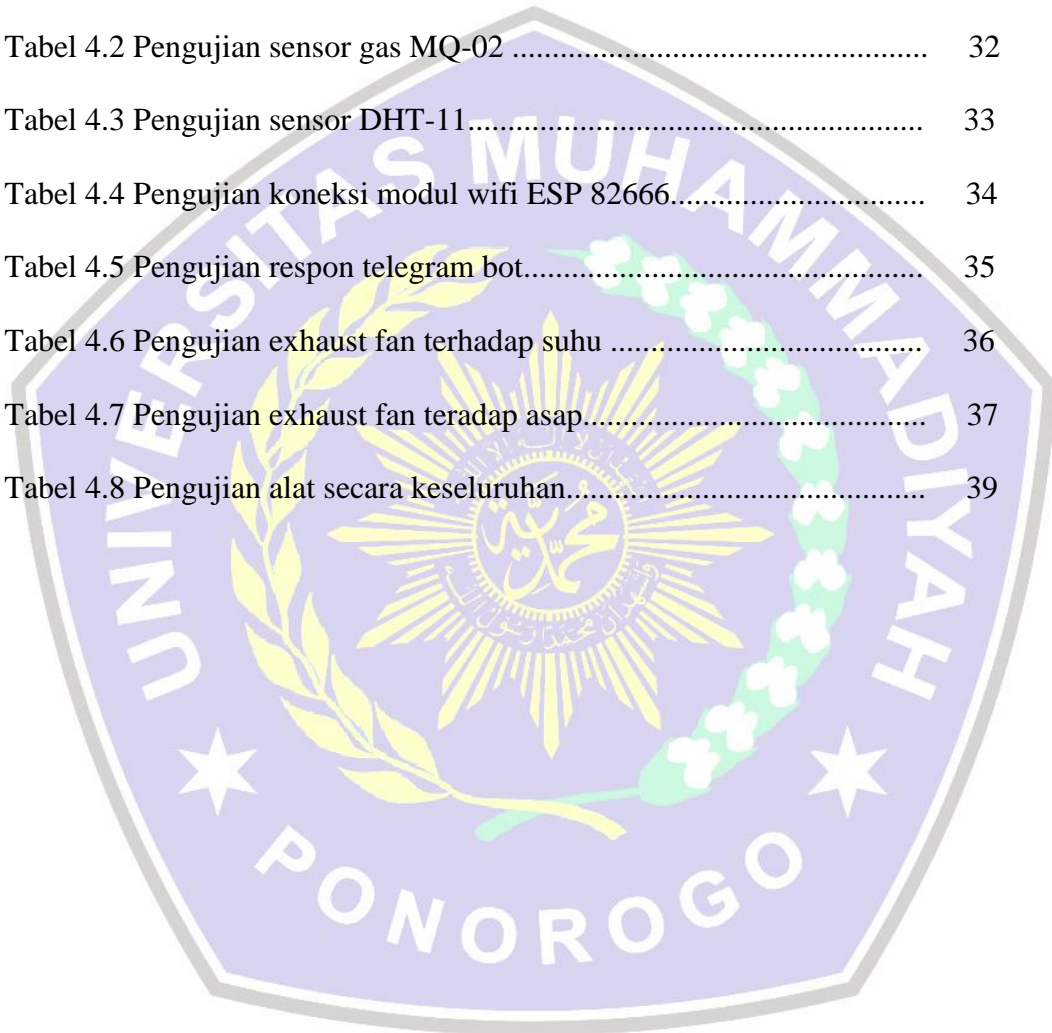 Tabel 4.2 Pengujian sensor gas MQ-02 .................................................... 32
Tabel 4.3 Pengujian sensor DHT-11......................................................... 33
Tabel 4.4 Pengujian koneksi modul wifi ESP 82666................................ 34
Tabel 4.5 Pengujian respon telegram bot.................................................. 35
Tabel 4.6 Pengujian exhaust fan terhadap suhu ....................................... 36
Tabel 4.7 Pengujian exhaust fan teradap asap........................................... 37
Tabel 4.8 Pengujian alat secara keseluruhan............................................. 39
UNIVERSITAS MUHAMMADIYAH
PONOROGO
محمدية